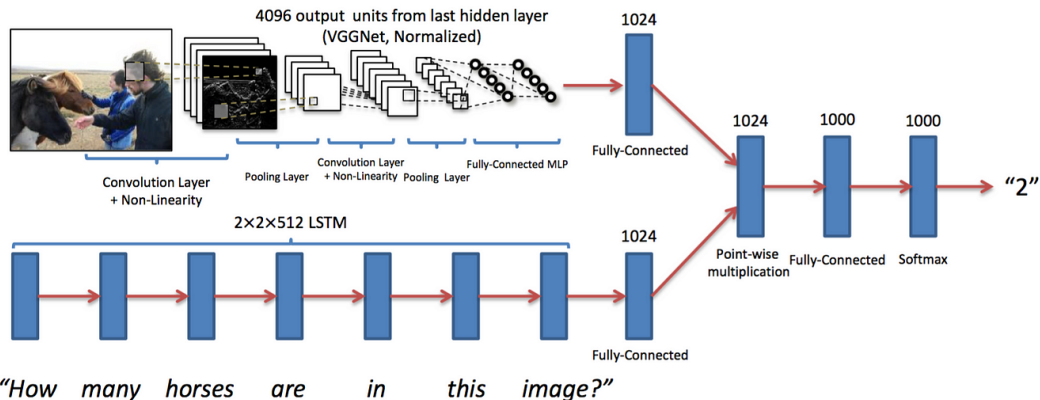 4096 output units from last hidden layer
(VGGNet, Normalized)
1024
Fully-Connected
Convolution Layer
+ Non-Linearity
Pooling Layer
Convolution Layer
+ Non-Linearity
Pooling Layer
Fully-Connected MLP
1024
1000
1000
"2"
Point-wise
multiplication
Fully-Connected
Softmax
2×2×512 LSTM
1024
Fully-Connected
"How many horses are in this image?"